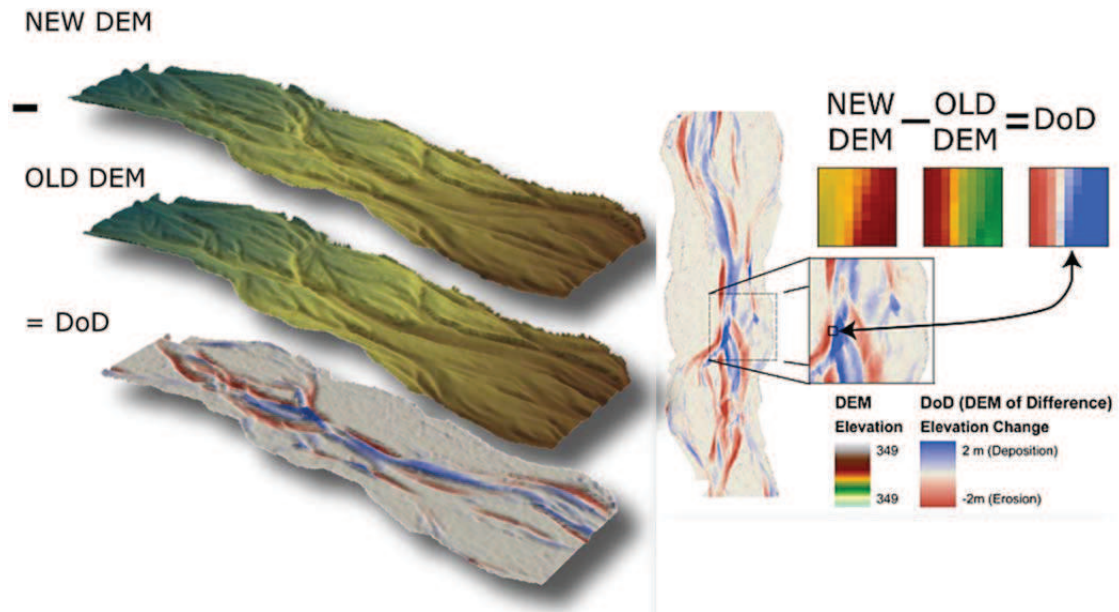 NEW DEM
-
OLD DEM
= DoD
NEW DEM — OLD DEM = DoD
DEM
Elevation
349
349
DoD (DEM of Difference)
Elevation Change
2 m (Deposition)
-2m (Erosion)